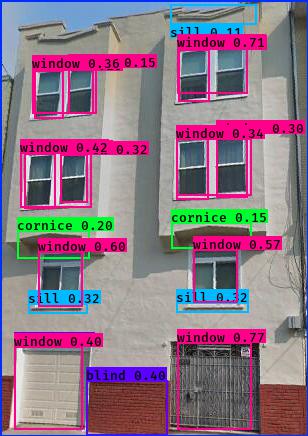 sill 0.11
window 0.71
window 0.36 0.15
window 0.34 0.30
window 0.42 0.32
cornice 0.15
cornice 0.20
window 0.57
window 0.60
sill 0.32
sill 0.32
window 0.77
window 0.40
blind 0.40